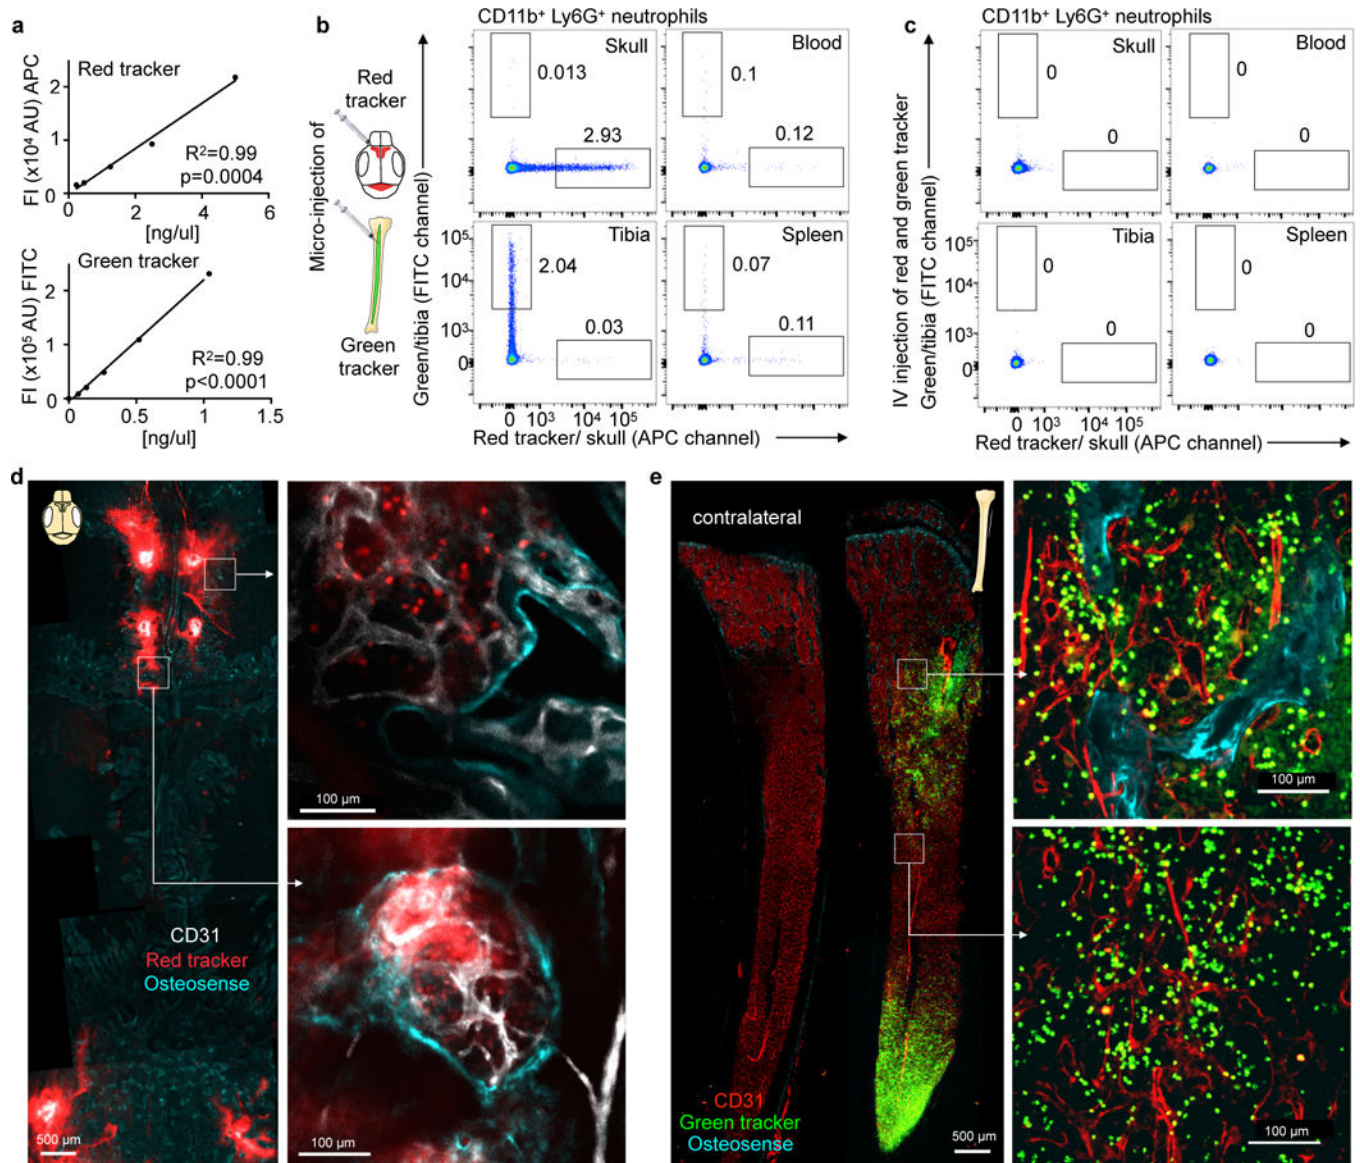 a
Red tracker
FI (x10⁴ AU) APC
2
1
0
R²=0.99
p=0.0004
0 2 4 6
[ng/ul]
Green tracker
FI (x10⁵ AU) FITC
2
1
0
R²=0.99
p<0.0001
0 0.5 1 1.5
[ng/ul]
b
CD11b⁺ Ly6G⁺ neutrophils
Micro-injection of
Red
tracker
Green
tracker
Green/tibia (FITC channel)
Skull
0.013
2.93
Blood
0.1
0.12
Tibia
2.04
0.03
Spleen
0.07
0.11
10⁵
10⁴
10³
0
0 10³ 10⁴ 10⁵
Red tracker/ skull (APC channel)
c
CD11b⁺ Ly6G⁺ neutrophils
IV injection of red and green tracker
Green/tibia (FITC channel)
Skull
0
0
Blood
0
0
Tibia
0
0
Spleen
0
0
10⁵
10⁴
10³
0
0 10³ 10⁴ 10⁵
Red tracker/ skull (APC channel)
d
CD31
Red tracker
Osteosense
500 µm
100 µm
100 µm
e
contralateral
CD31
Green tracker
Osteosense
500 µm
100 µm
100 µm